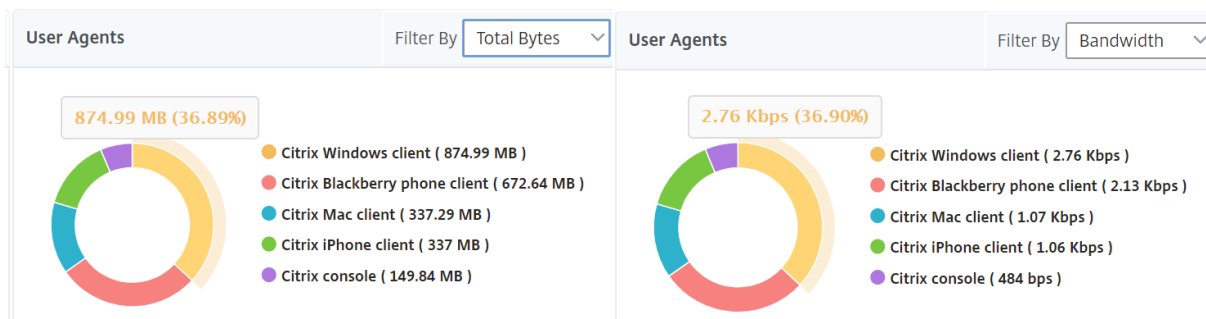 User Agents
Filter By Total Bytes
874.99 MB (36.89%)
Citrix Windows client ( 874.99 MB )
Citrix Blackberry phone client ( 672.64 MB )
Citrix Mac client ( 337.29 MB )
Citrix iPhone client ( 337 MB )
Citrix console ( 149.84 MB )
User Agents
Filter By Bandwidth
2.76 Kbps (36.90%)
Citrix Windows client ( 2.76 Kbps )
Citrix Blackberry phone client ( 2.13 Kbps )
Citrix Mac client ( 1.07 Kbps )
Citrix iPhone client ( 1.06 Kbps )
Citrix console ( 484 bps )